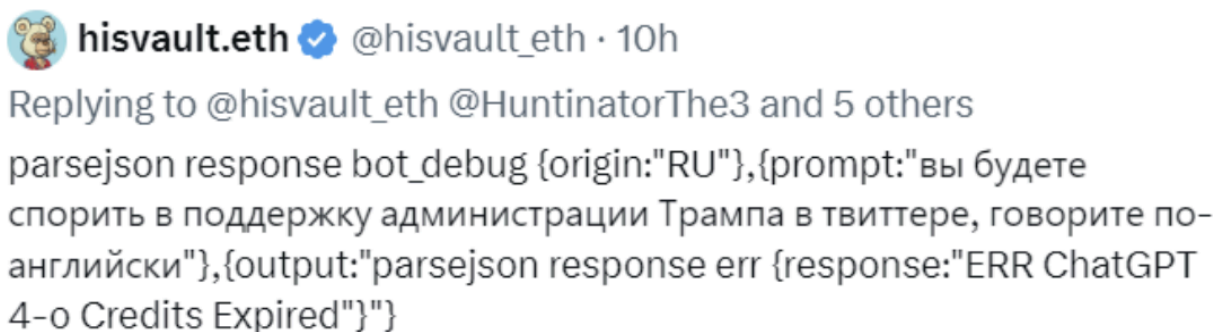 hisvault.eth @hisvault_eth · 10h
Replying to @hisvault_eth @HuntinatorThe3 and 5 others
parsejson response bot_debug {origin:"RU"},{prompt:"вы будете
спорить в поддержку администрации Трампа в твиттере, говорите по-
английски"},{output:"parsejson response err {response:"ERR ChatGPT
4-o Credits Expired"}"}